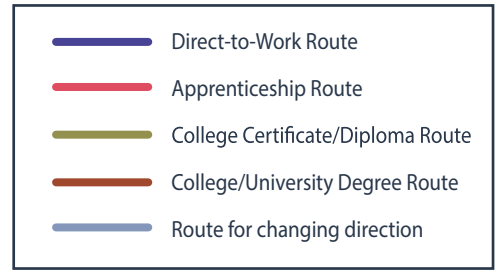 Direct-to-Work Route
Apprenticeship Route
College Certificate/Diploma Route
College/University Degree Route
Route for changing direction